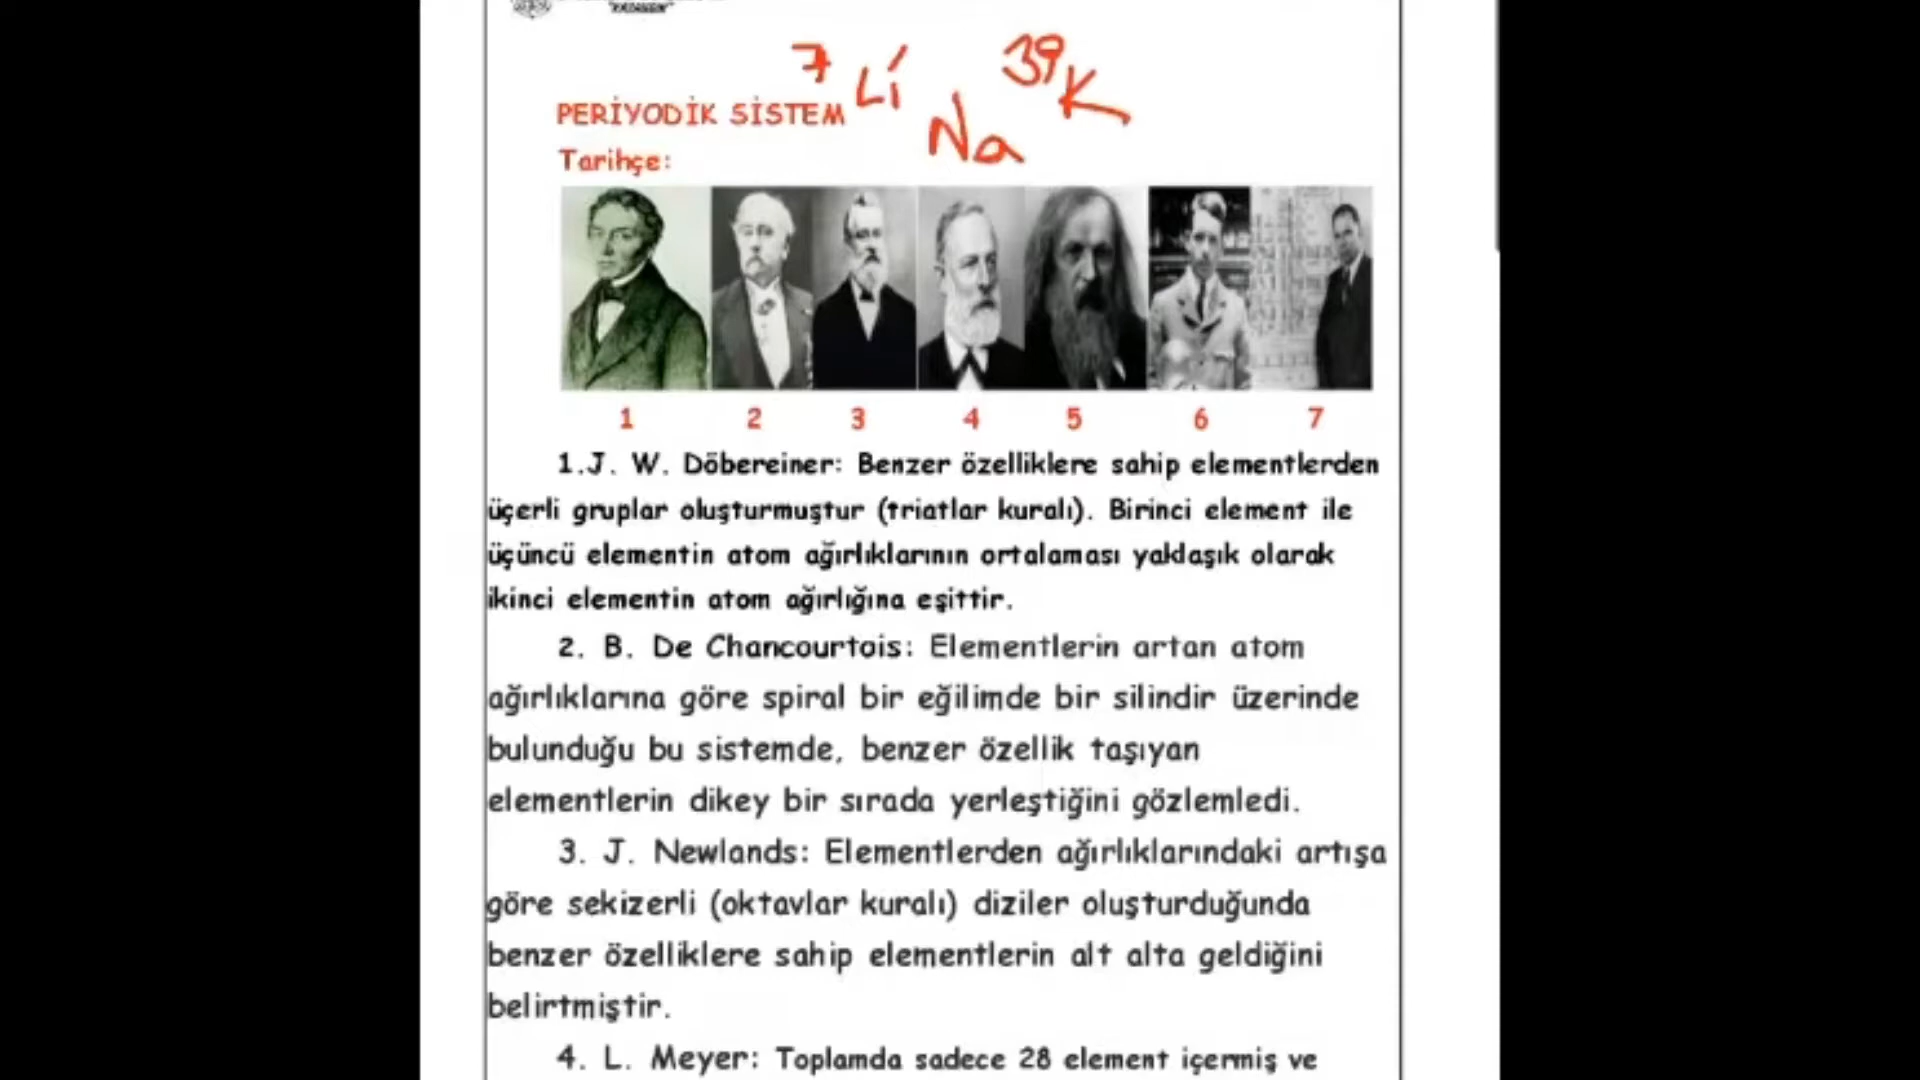 7 Li
39 K
PERİYODİK SİSTEM
Na
Tarihçe:
1 2 3 4 5 6 7
1.J. W. Döbereiner: Benzer özelliklere sahip elementlerden
üçerli gruplar oluşturmuştur (triatlar kuralı). Birinci element ile
üçüncü elementin atom ağırlıklarının ortalaması yaklaşık olarak
ikinci elementin atom ağırlığına eşittir.
2. B. De Chancourtois: Elementlerin artan atom
ağırlıklarına göre spiral bir eğilimde bir silindir üzerinde
bulunduğu bu sistemde, benzer özellik taşıyan
elementlerin dikey bir sırada yerleştiğini gözlemledi.
3. J. Newlands: Elementlerden ağırlıklarındaki artışa
göre sekizerli (oktavlar kuralı) diziler oluşturduğunda
benzer özelliklere sahip elementlerin alt alta geldiğini
belirtmiştir.
4. L. Meyer: Toplamda sadece 28 element içermiş ve